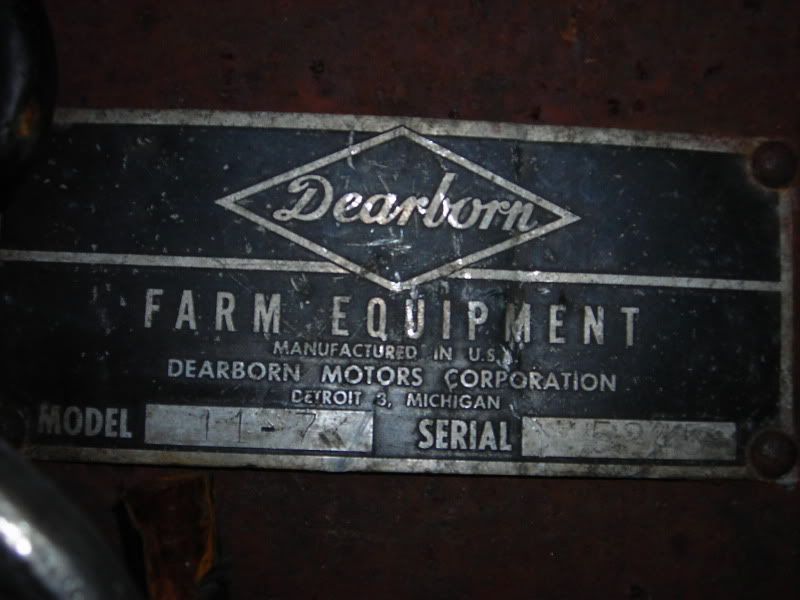 Dearborn
FARM EQUIPMENT
MANUFACTURED IN U.S.A.
DEARBORN MOTORS CORPORATION
DETROIT 3, MICHIGAN
MODEL SERIAL